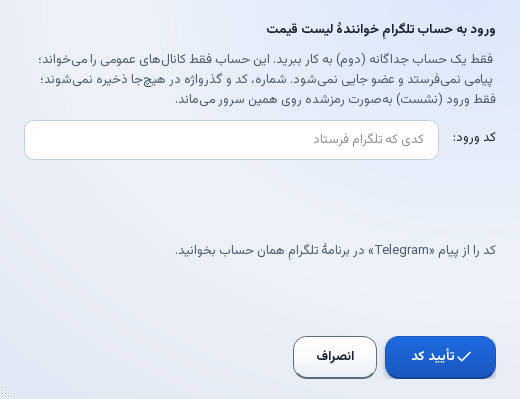 ورود به حساب تلگرامِ خوانندهٔ لیست قیمت
فقط یک حساب جداگانه (دوم) به کار ببرید. این حساب فقط کانال‌های عمومی را می‌خواند؛
پیامی نمی‌فرستد و عضو جایی نمی‌شود. شماره، کد و گذرواژه در هیچ‌جا ذخیره نمی‌شوند؛
فقط ورود (نشست) به‌صورت رمزشده روی همین سرور می‌ماند.
کد ورود:
کدی که تلگرام فرستاد
کد را از پیام «Telegram» در برنامهٔ تلگرامِ همان حساب بخوانید.
تأیید کد
انصراف